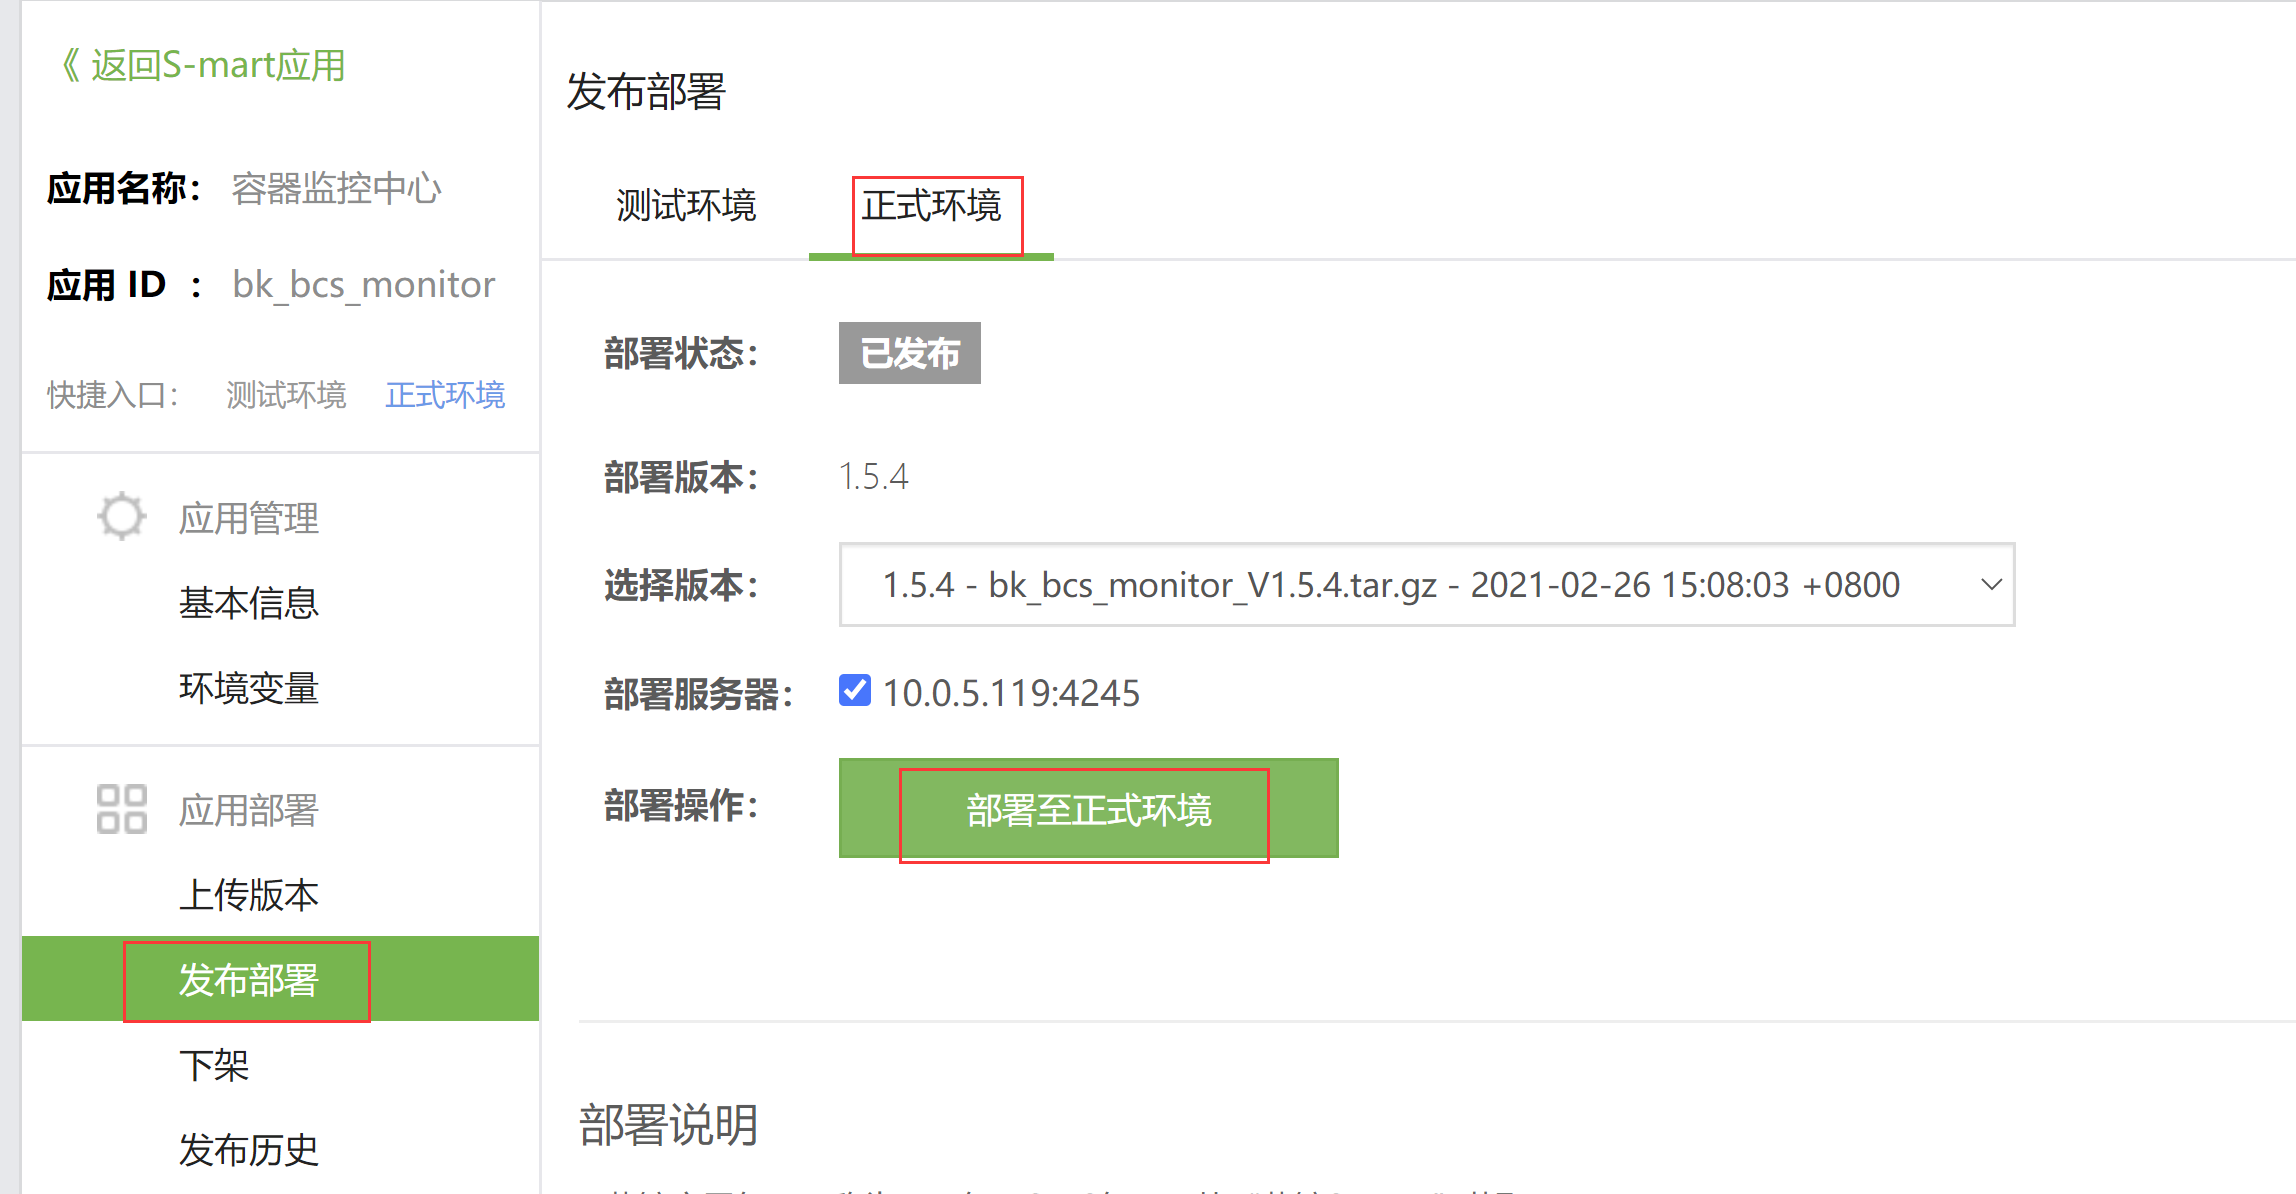 《 返回S-mart应用
应用名称： 容器监控中心
应用 ID ： bk_bcs_monitor
快捷入口： 测试环境 正式环境
应用管理
基本信息
环境变量
应用部署
上传版本
发布部署
下架
发布历史
发布部署
测试环境 正式环境
部署状态： 已发布
部署版本： 1.5.4
选择版本： 1.5.4 - bk_bcs_monitor_V1.5.4.tar.gz - 2021-02-26 15:08:03 +0800
部署服务器： 10.0.5.119:4245
部署操作： 部署至正式环境
部署说明